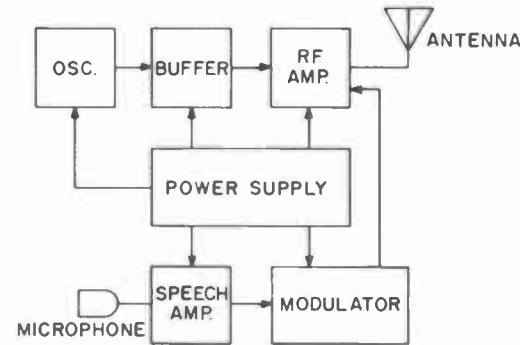 ANTENNA
OSC.
BUFFER
RF
AMP.
POWER SUPPLY
SPEECH
AMP.
MODULATOR
MICROPHONE